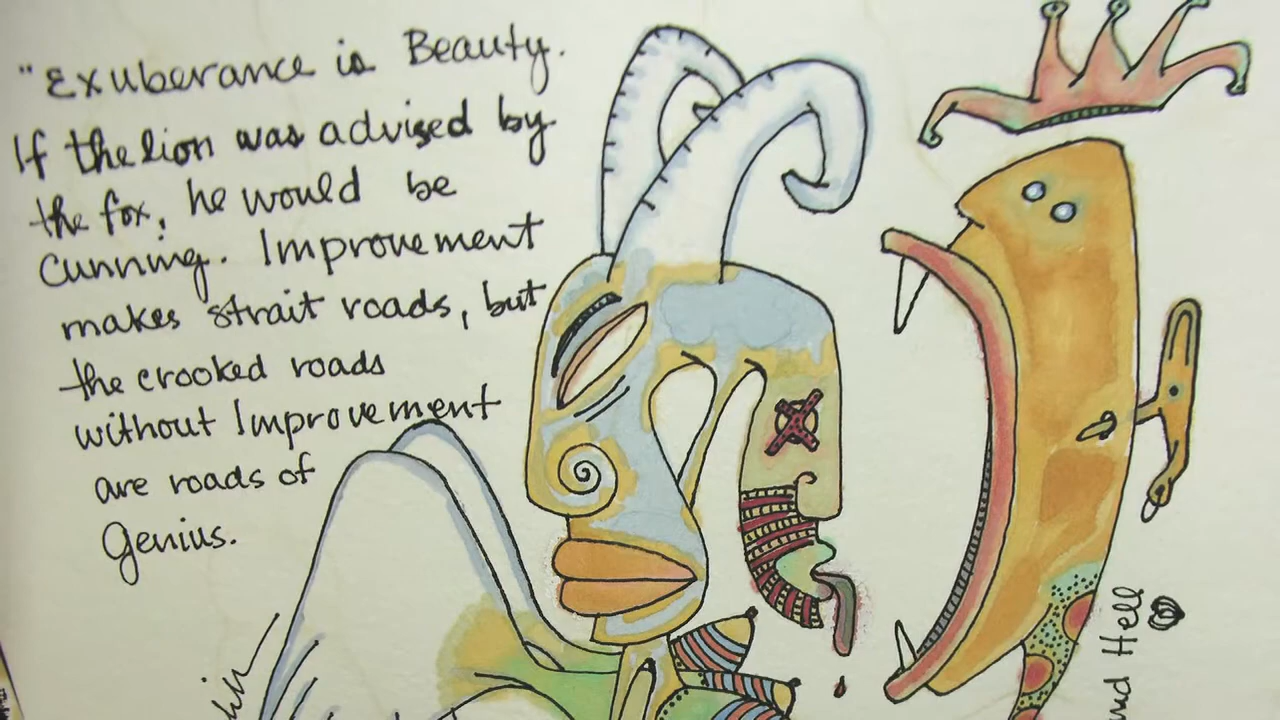 "Exuberance is Beauty.
If the lion was advised by
the fox, he would be
cunning. Improvement
makes strait roads, but
the crooked roads
without Improvement
are roads of
Genius.
and Hell